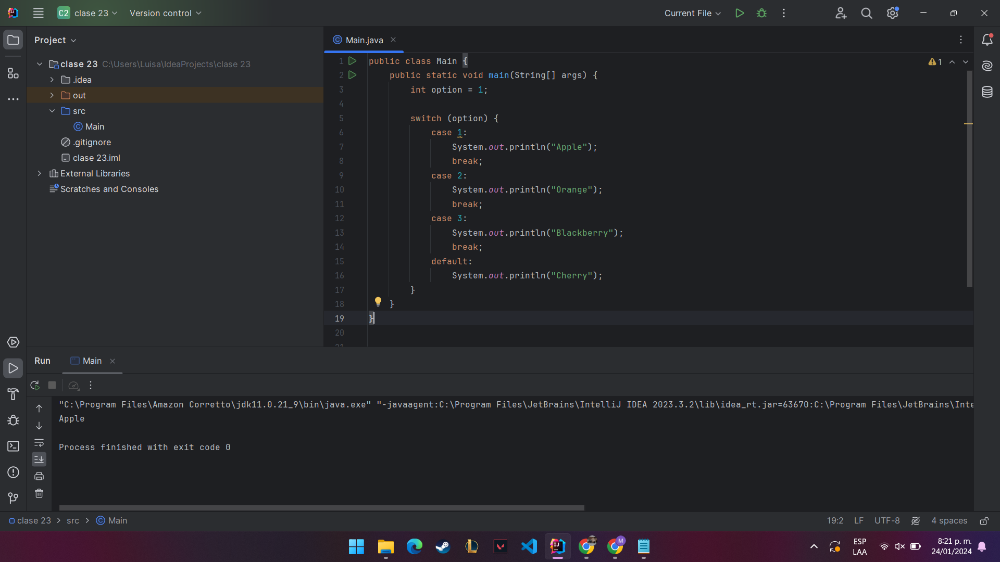 C2 clase 23 Version control Current File
Project
Main.java
clase 23 C:\Users\Luisa\IdeaProjects\clase 23
.idea
out
src
Main
.gitignore
clase 23.iml
External Libraries
Scratches and Consoles
1 public class Main {
2 public static void main(String[] args) {
3 int option = 1;
4
5 switch (option) {
6 case 1:
7 System.out.println("Apple");
8 break;
9 case 2:
10 System.out.println("Orange");
11 break;
12 case 3:
13 System.out.println("Blackberry");
14 break;
15 default:
16 System.out.println("Cherry");
17 }
18 }
19 }
20
21
1
Run Main
"C:\Program Files\Amazon Corretto\jdk11.0.21_9\bin\java.exe" "-javaagent:C:\Program Files\JetBrains\IntelliJ IDEA 2023.3.2\lib\idea_rt.jar=63670:C:\Program Files\JetBrains\Inte
Apple
Process finished with exit code 0
clase 23 > src > Main 19:2 LF UTF-8 4 spaces
ESP
LAA
8:21 p. m.
24/01/2024